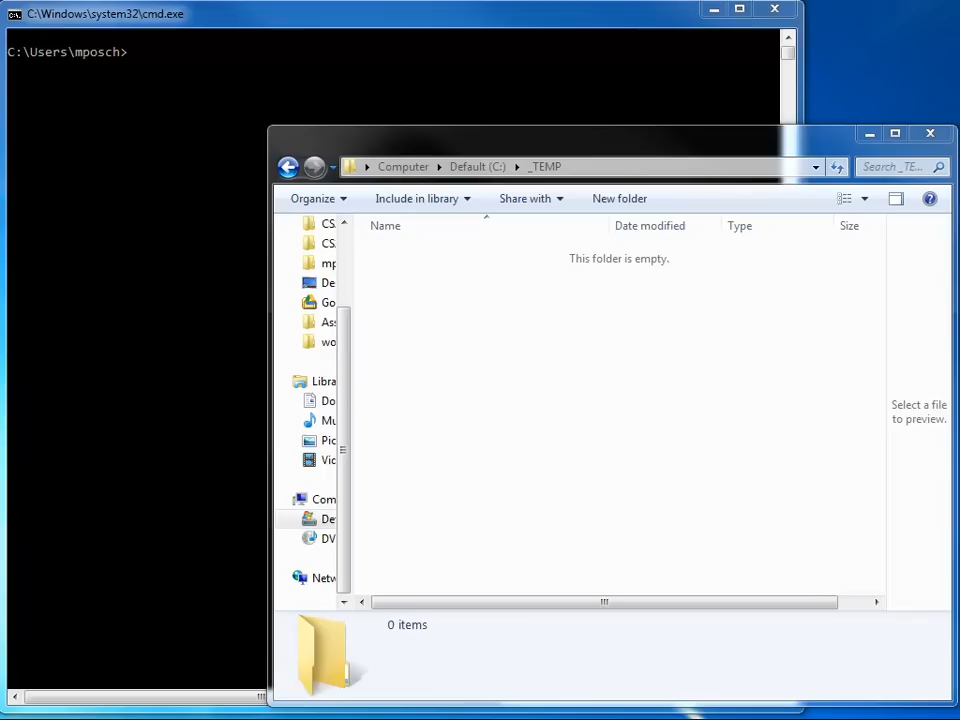 C:\Windows\system32\cmd.exe
C:\Users\mposch>
Computer Default (C:) _TEMP
Search _TE...
Organize Include in library Share with New folder
Name Date modified Type Size
This folder is empty.
CS
CS
mp
De
Go
Ass
wo
Libra
Do
Mu
Pic
Vic
Com
De
DV
Netw
Select a file
to preview.
0 items